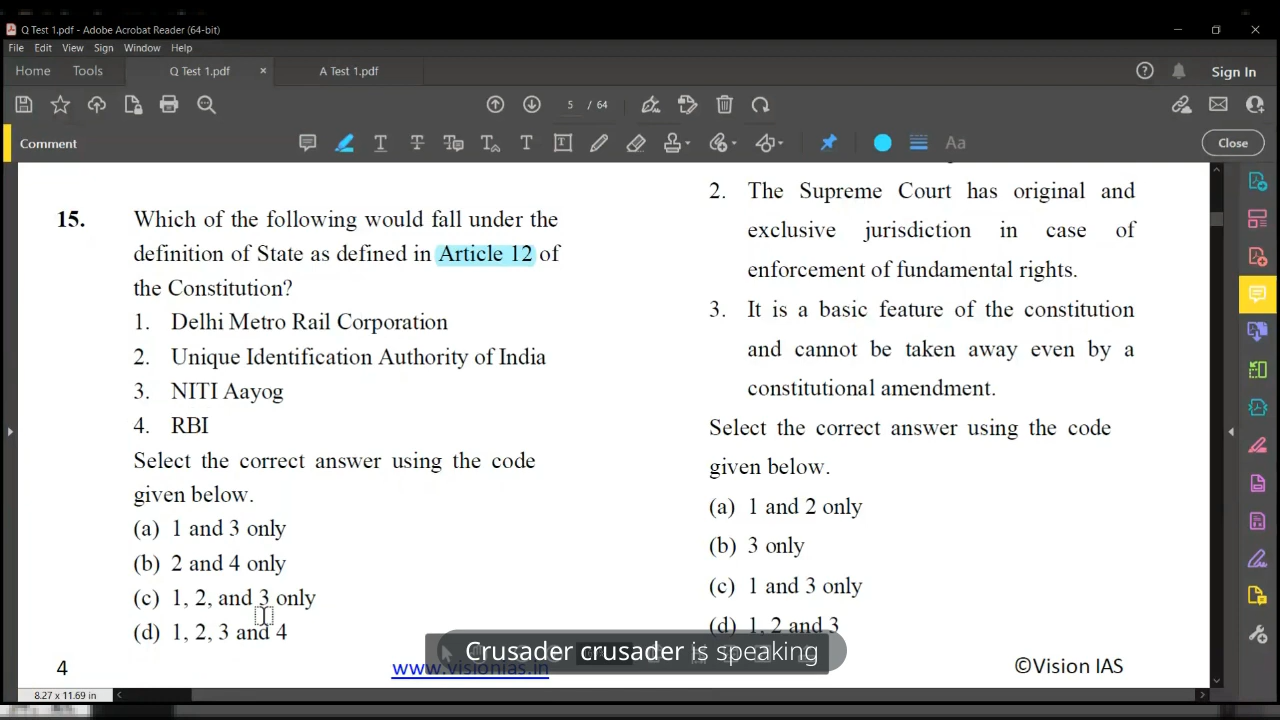 Q Test 1.pdf - Adobe Acrobat Reader (64-bit)
File Edit View Sign Window Help
Home Tools Q Test 1.pdf × A Test 1.pdf Sign In
5 / 64
Comment Aa Close
15. Which of the following would fall under the
definition of State as defined in Article 12 of
the Constitution?
1. Delhi Metro Rail Corporation
2. Unique Identification Authority of India
3. NITI Aayog
4. RBI
Select the correct answer using the code
given below.
(a) 1 and 3 only
(b) 2 and 4 only
(c) 1, 2, and 3 only
(d) 1, 2, 3 and 4
2. The Supreme Court has original and
exclusive jurisdiction in case of
enforcement of fundamental rights.
3. It is a basic feature of the constitution
and cannot be taken away even by a
constitutional amendment.
Select the correct answer using the code
given below.
(a) 1 and 2 only
(b) 3 only
(c) 1 and 3 only
(d) 1, 2 and 3
Crusader crusader is speaking
4 www.visionias.in ©Vision IAS
8.27 x 11.69 in